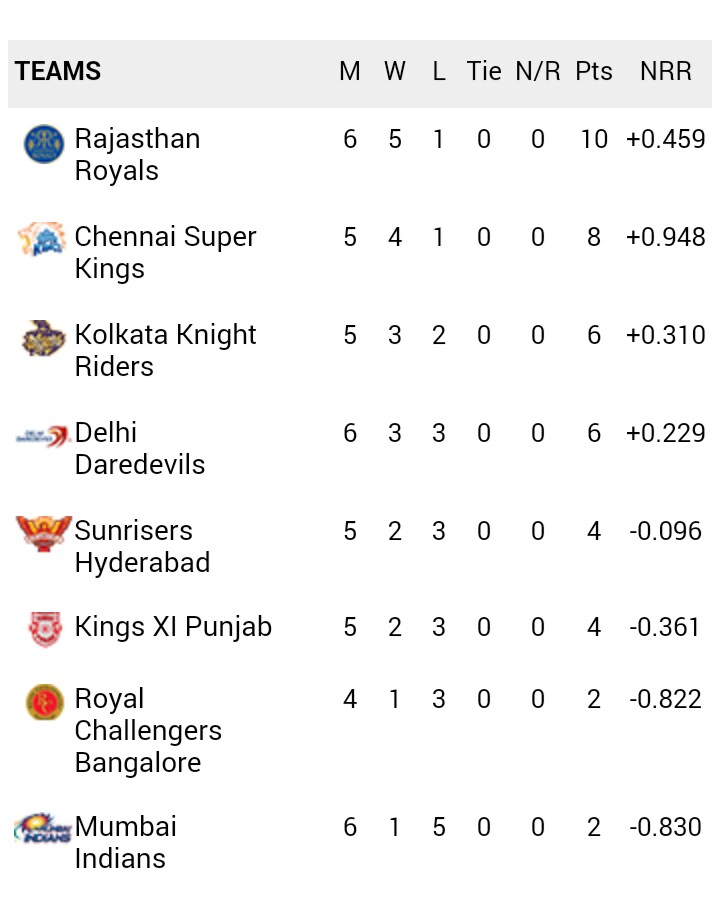 TEAMS M W L Tie N/R Pts NRR
Rajasthan 6 5 1 0 0 10 +0.459
Royals
Chennai Super 5 4 1 0 0 8 +0.948
Kings
Kolkata Knight 5 3 2 0 0 6 +0.310
Riders
Delhi 6 3 3 0 0 6 +0.229
Daredevils
Sunrisers 5 2 3 0 0 4 -0.096
Hyderabad
Kings XI Punjab 5 2 3 0 0 4 -0.361
Royal 4 1 3 0 0 2 -0.822
Challengers
Bangalore
Mumbai 6 1 5 0 0 2 -0.830
Indians